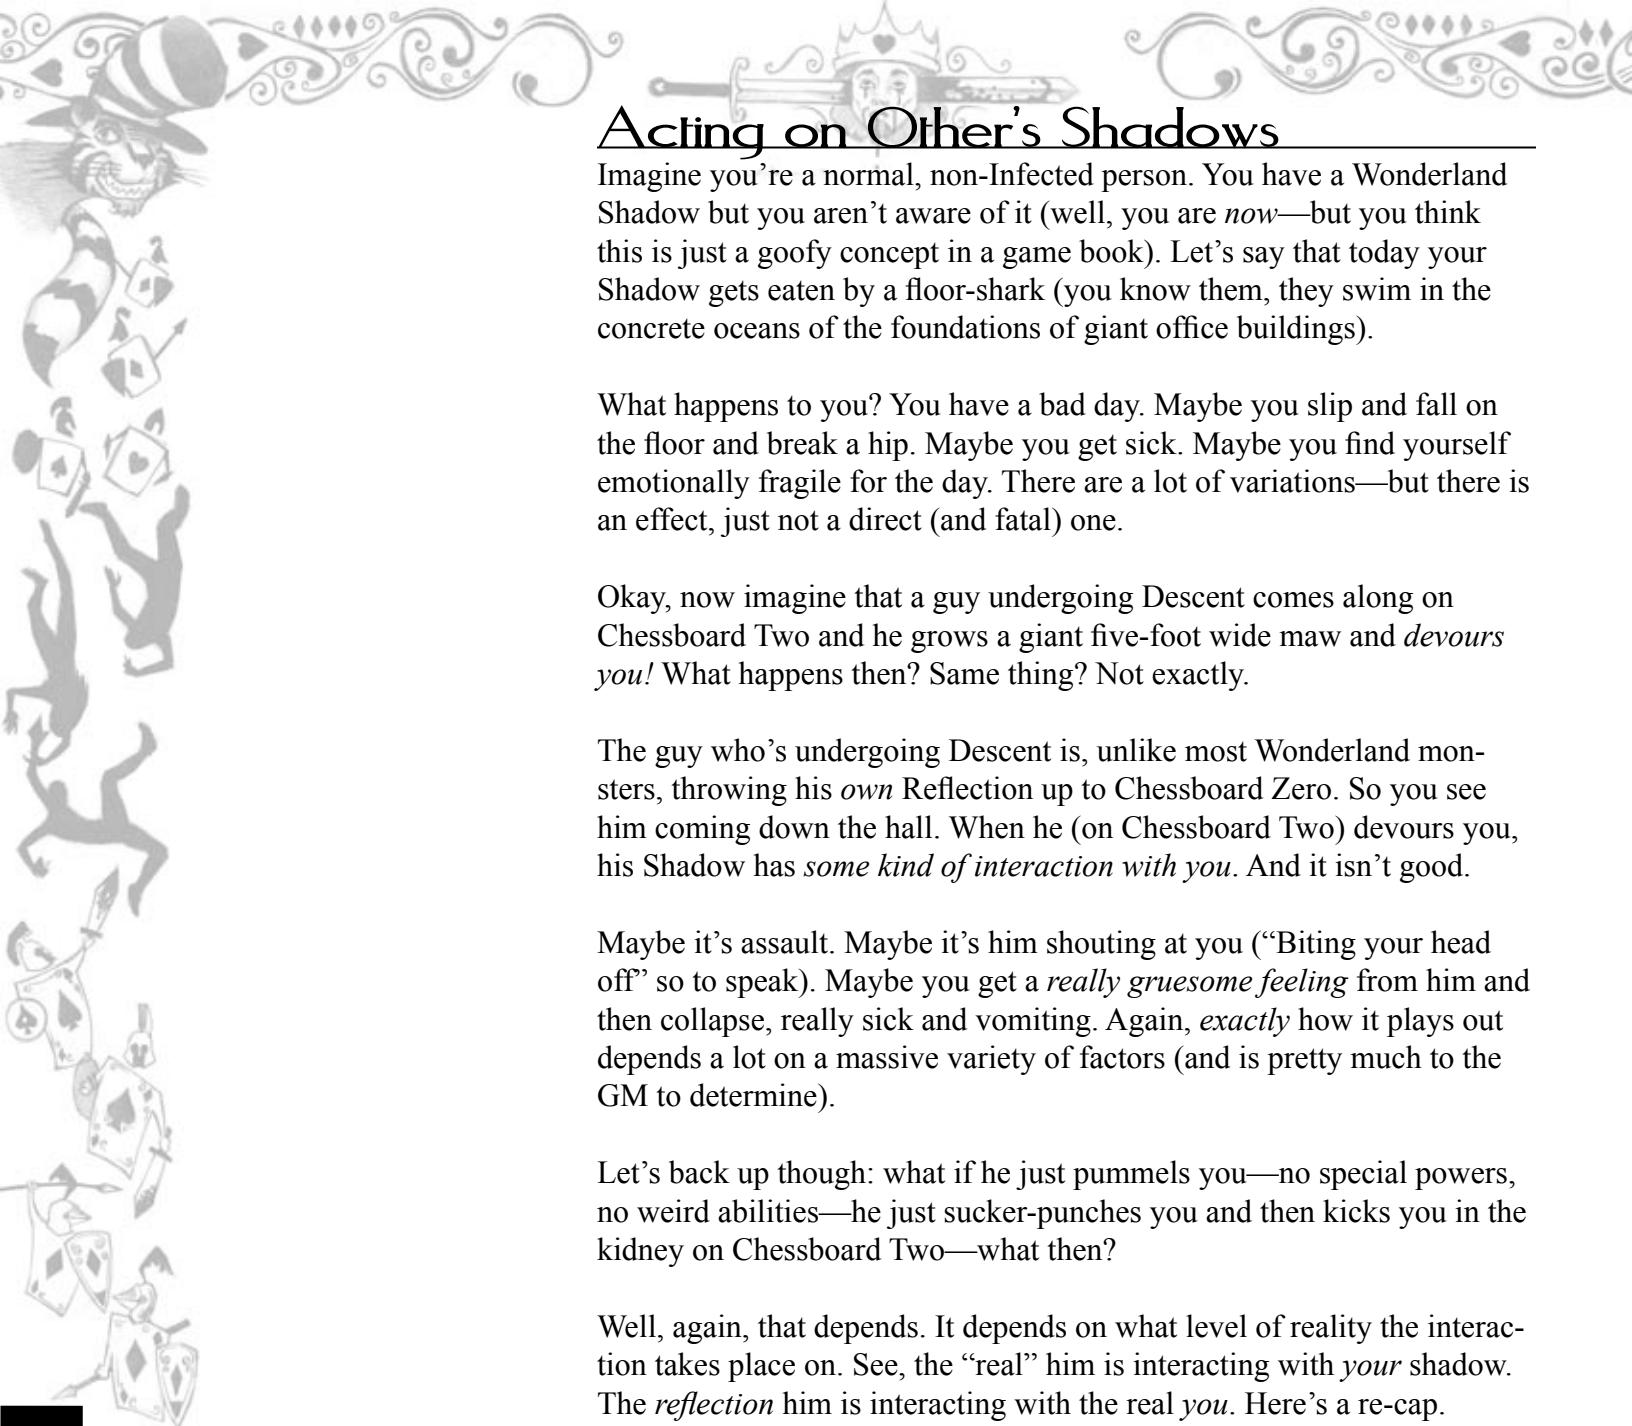 Acting on Other's Shadows
Imagine you’re a normal, non-Infected person. You have a Wonderland
Shadow but you aren’t aware of it (well, you are now—but you think
this is just a goofy concept in a game book). Let’s say that today your
Shadow gets eaten by a floor-shark (you know them, they swim in the
concrete oceans of the foundations of giant office buildings).
What happens to you? You have a bad day. Maybe you slip and fall on
the floor and break a hip. Maybe you get sick. Maybe you find yourself
emotionally fragile for the day. There are a lot of variations—but there is
an effect, just not a direct (and fatal) one.
Okay, now imagine that a guy undergoing Descent comes along on
Chessboard Two and he grows a giant five-foot wide maw and devours
you! What happens then? Same thing? Not exactly.
The guy who’s undergoing Descent is, unlike most Wonderland mon-
sters, throwing his own Reflection up to Chessboard Zero. So you see
him coming down the hall. When he (on Chessboard Two) devours you,
his Shadow has some kind of interaction with you. And it isn’t good.
Maybe it’s assault. Maybe it’s him shouting at you (“Biting your head
off” so to speak). Maybe you get a really gruesome feeling from him and
then collapse, really sick and vomiting. Again, exactly how it plays out
depends a lot on a massive variety of factors (and is pretty much to the
GM to determine).
Let’s back up though: what if he just pummels you—no special powers,
no weird abilities—he just sucker-punches you and then kicks you in the
kidney on Chessboard Two—what then?
Well, again, that depends. It depends on what level of reality the interac-
tion takes place on. See, the “real” him is interacting with your shadow.
The reflection him is interacting with the real you. Here’s a re-cap.